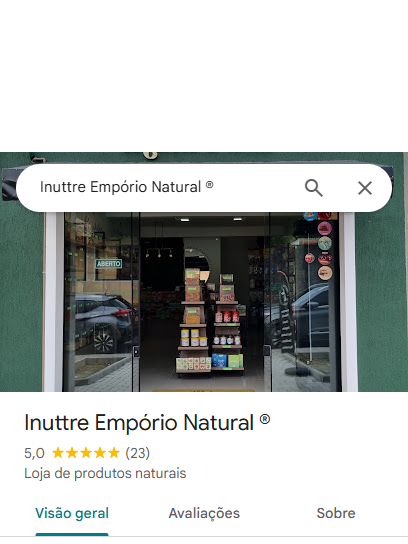 Inuttre Empório Natural ®
ABERTO
Inuttre Empório Natural ®
5,0 ★★★★★ (23)
Loja de produtos naturais
Visão geral Avaliações Sobre